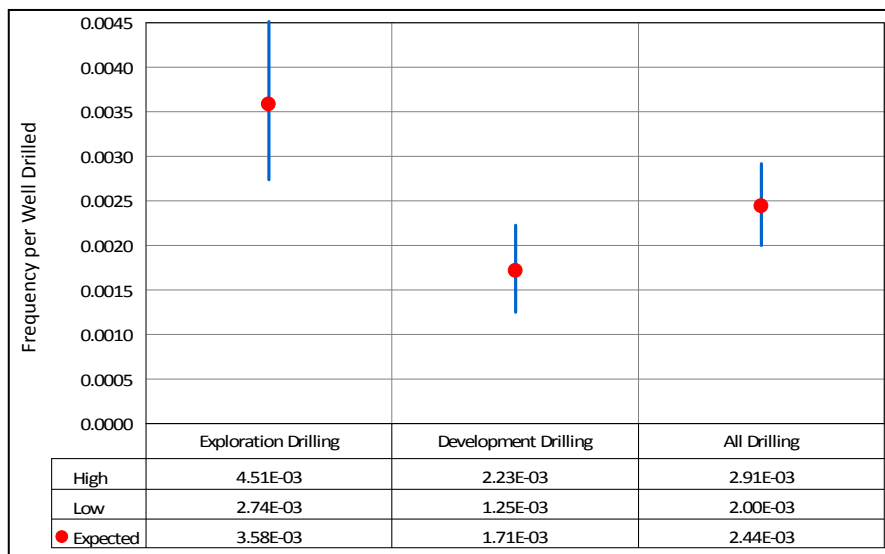 0.0045
0.0040
0.0035
0.0030
0.0025
0.0020
0.0015
0.0010
0.0005
0.0000
Frequency per Well Drilled
Exploration Drilling Development Drilling All Drilling
High 4.51E-03 2.23E-03 2.91E-03
Low 2.74E-03 1.25E-03 2.00E-03
Expected 3.58E-03 1.71E-03 2.44E-03